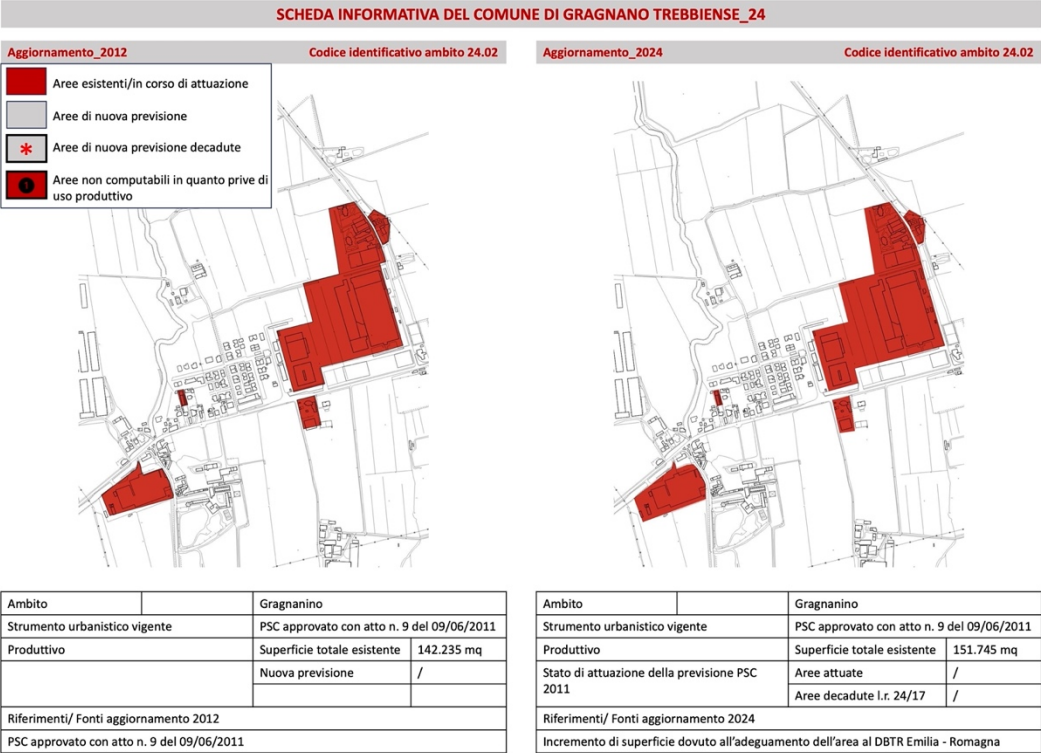 SCHEDA INFORMATIVA DEL COMUNE DI GRAGNANO TREBBIENSE_24
Aggiornamento_2012 Codice identificativo ambito 24.02
Aree esistenti/in corso di attuazione
Aree di nuova previsione
Aree di nuova previsione decadute
Aree non computabili in quanto prive di
uso produttivo
Ambito Gragnanino
Strumento urbanistico vigente PSC approvato con atto n. 9 del 09/06/2011
Produttivo Superficie totale esistente 142.235 mq
Nuova previsione /
Riferimenti/ Fonti aggiornamento 2012
PSC approvato con atto n. 9 del 09/06/2011
Aggiornamento_2024 Codice identificativo ambito 24.02
Ambito Gragnanino
Strumento urbanistico vigente PSC approvato con atto n. 9 del 09/06/2011
Produttivo Superficie totale esistente 151.745 mq
Stato di attuazione della previsione PSC
2011
Aree attuate /
Aree decadute l.r. 24/17 /
Riferimenti/ Fonti aggiornamento 2024
Incremento di superficie dovuto all'adeguamento dell'area al DBTR Emilia - Romagna